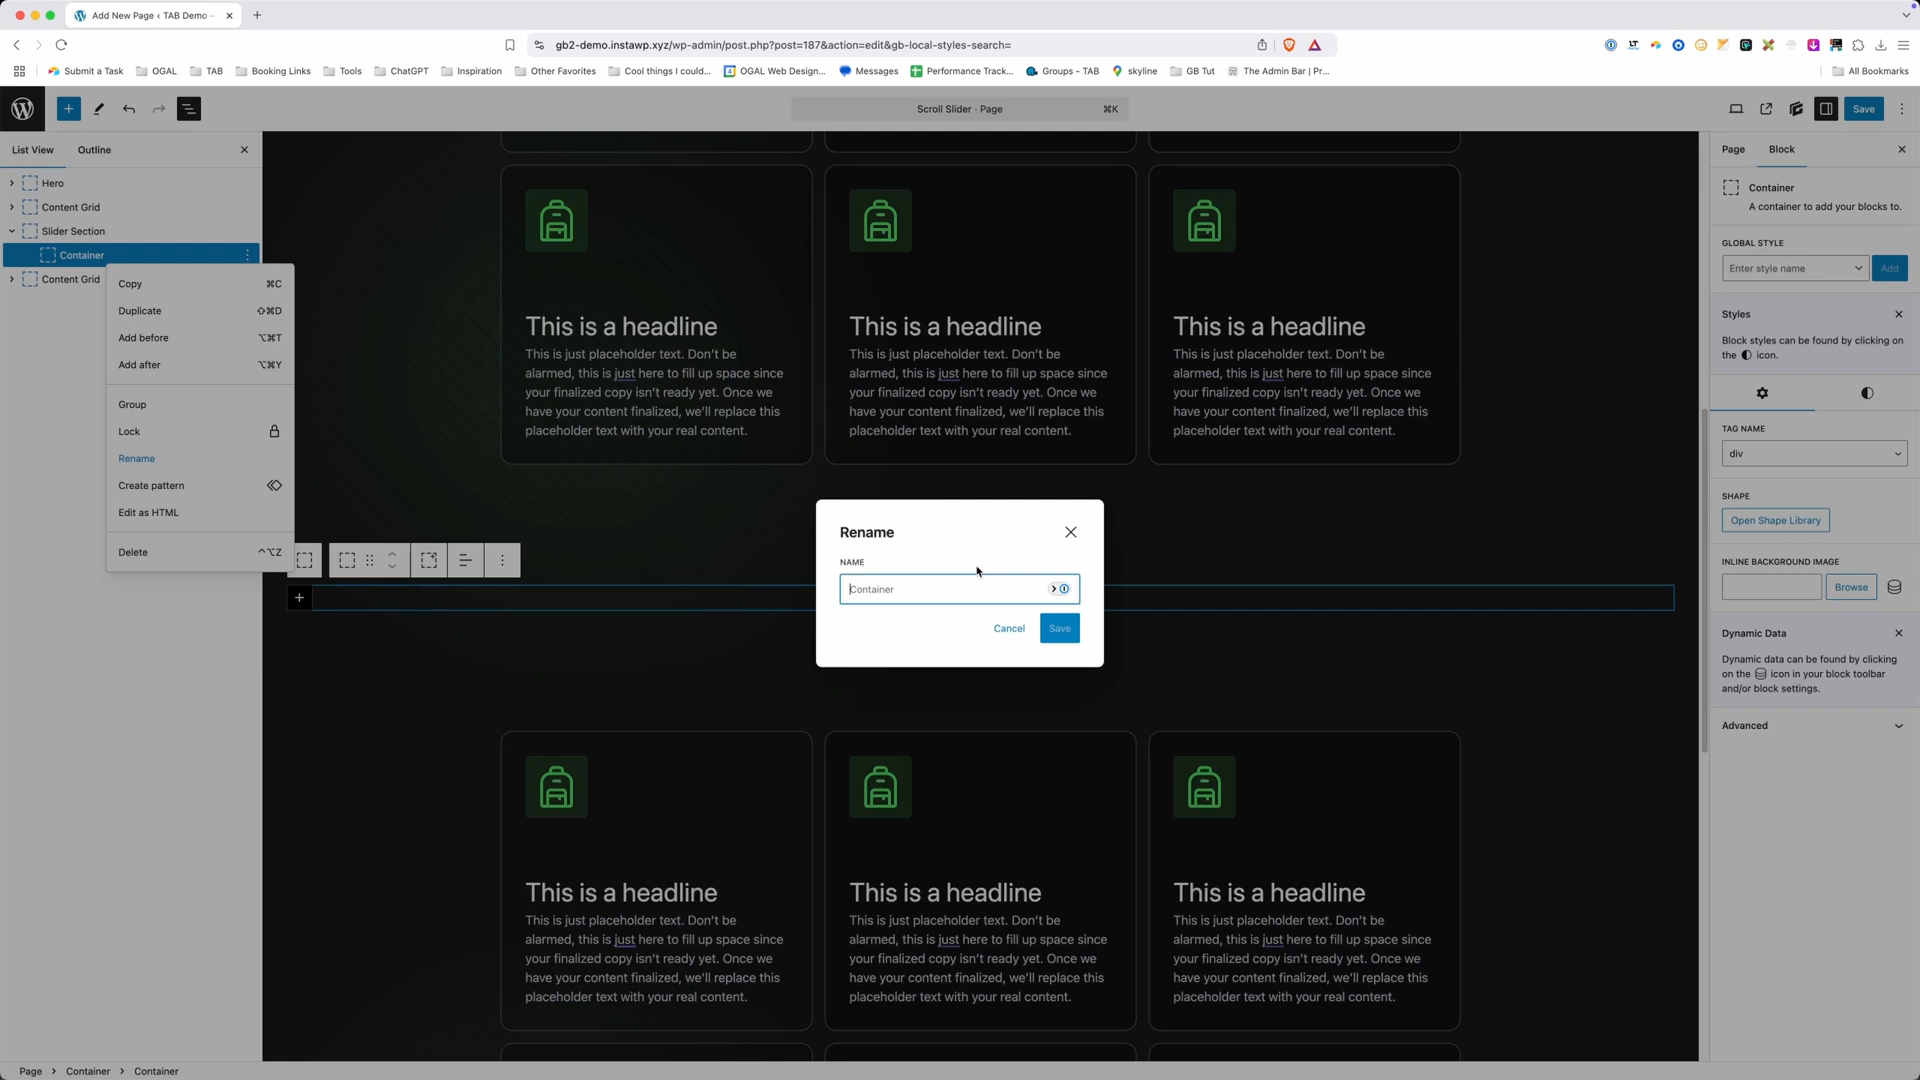 Add New Page ‹ TAB Demo –
gb2-demo.instawp.xyz/wp-admin/post.php?post=187&action=edit&gb-local-styles-search=
Submit a Task
OGAL
TAB
Booking Links
Tools
ChatGPT
Inspiration
Other Favorites
Cool things I could...
OGAL Web Design...
Messages
Performance Track...
Groups - TAB
skyline
GB Tut
The Admin Bar | Pr...
All Bookmarks
Scroll Slider · Page
⌘K
Save
List View
Outline
Hero
Content Grid
Slider Section
Container
Content Grid
Copy ⌘C
Duplicate ⇧⌘D
Add before ⌥⌘T
Add after ⌥⌘Y
Group
Lock
Rename
Create pattern
Edit as HTML
Delete ^⌥Z
This is a headline
This is just placeholder text. Don't be
alarmed, this is just here to fill up space since
your finalized copy isn't ready yet. Once we
have your content finalized, we'll replace this
placeholder text with your real content.
This is a headline
This is just placeholder text. Don't be
alarmed, this is just here to fill up space since
your finalized copy isn't ready yet. Once we
have your content finalized, we'll replace this
placeholder text with your real content.
This is a headline
This is just placeholder text. Don't be
alarmed, this is just here to fill up space since
your finalized copy isn't ready yet. Once we
have your content finalized, we'll replace this
placeholder text with your real content.
Rename
NAME
Container
Cancel
Save
This is a headline
This is just placeholder text. Don't be
alarmed, this is just here to fill up space since
your finalized copy isn't ready yet. Once we
have your content finalized, we'll replace this
placeholder text with your real content.
This is a headline
This is just placeholder text. Don't be
alarmed, this is just here to fill up space since
your finalized copy isn't ready yet. Once we
have your content finalized, we'll replace this
placeholder text with your real content.
This is a headline
This is just placeholder text. Don't be
alarmed, this is just here to fill up space since
your finalized copy isn't ready yet. Once we
have your content finalized, we'll replace this
placeholder text with your real content.
Page
Block
Container
A container to add your blocks to.
GLOBAL STYLE
Enter style name
Add
Styles
Block styles can be found by clicking on
the icon.
TAG NAME
div
SHAPE
Open Shape Library
INLINE BACKGROUND IMAGE
Browse
Dynamic Data
Dynamic data can be found by clicking
on the icon in your block toolbar
and/or block settings.
Advanced
Page › Container › Container